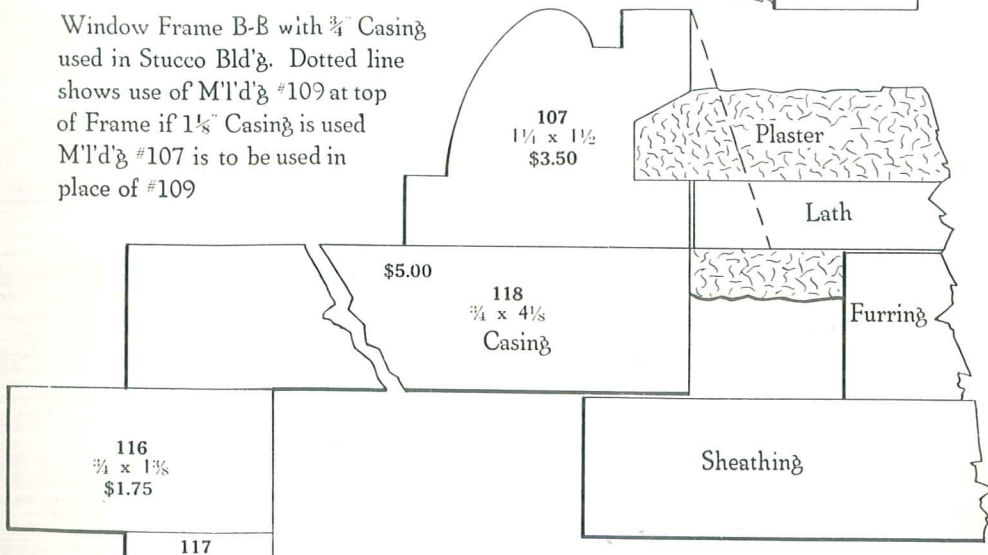 Window Frame B-B with ¾" Casing
used in Stucco Bld'g. Dotted line
shows use of M'l'd'g #109 at top
of Frame if 1⅛" Casing is used
M'l'd'g #107 is to be used in
place of #109
107
1¼ x 1½
$3.50
Plaster
Lath
$5.00
118
¾ x 4⅛
Casing
Furring
116
¾ x 1⅜
$1.75
Sheathing
117